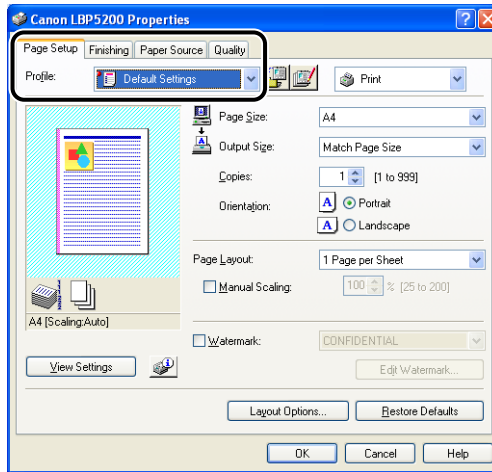 Canon LBP5200 Properties
Page Setup Finishing Paper Source Quality
Profile: Default Settings Print
Page Size: A4
Output Size: Match Page Size
Copies: 1 [1 to 999]
Orientation: A Portrait
A Landscape
Page Layout: 1 Page per Sheet
Manual Scaling: 100 % [25 to 200]
A4 [Scaling:Auto]
Watermark: CONFIDENTIAL
View Settings Edit Watermark...
Layout Options... Restore Defaults
OK Cancel Help